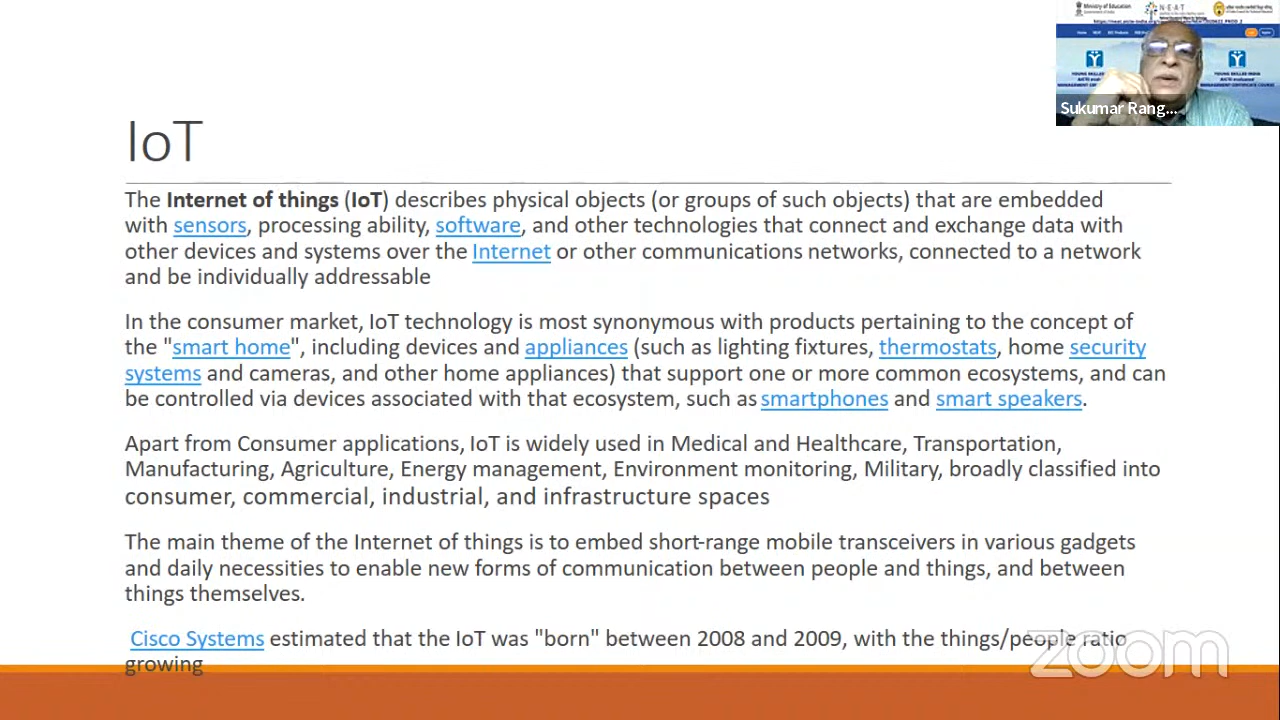 Ministry of Education
NEAT
YOUNG SKILLED INDIA
MANAGEMENT CERTIFICATE COURSE
Sukumar Rang...
IoT
The Internet of things (IoT) describes physical objects (or groups of such objects) that are embedded
with sensors, processing ability, software, and other technologies that connect and exchange data with
other devices and systems over the Internet or other communications networks, connected to a network
and be individually addressable
In the consumer market, IoT technology is most synonymous with products pertaining to the concept of
the "smart home", including devices and appliances (such as lighting fixtures, thermostats, home security
systems and cameras, and other home appliances) that support one or more common ecosystems, and can
be controlled via devices associated with that ecosystem, such as smartphones and smart speakers.
Apart from Consumer applications, IoT is widely used in Medical and Healthcare, Transportation,
Manufacturing, Agriculture, Energy management, Environment monitoring, Military, broadly classified into
consumer, commercial, industrial, and infrastructure spaces
The main theme of the Internet of things is to embed short-range mobile transceivers in various gadgets
and daily necessities to enable new forms of communication between people and things, and between
things themselves.
Cisco Systems estimated that the IoT was "born" between 2008 and 2009, with the things/people ratio
growing
zoom